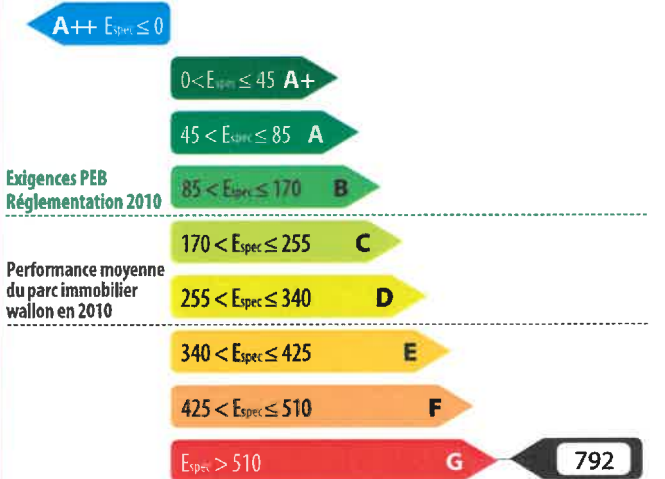 A++ Espec ≤ 0
0 < Espec ≤ 45 A+
45 < Espec ≤ 85 A
Exigences PEB
Réglementation 2010
85 < Espec ≤ 170 B
170 < Espec ≤ 255 C
Performance moyenne
du parc immobilier
wallon en 2010
255 < Espec ≤ 340 D
340 < Espec ≤ 425 E
425 < Espec ≤ 510 F
Espec > 510 G 792